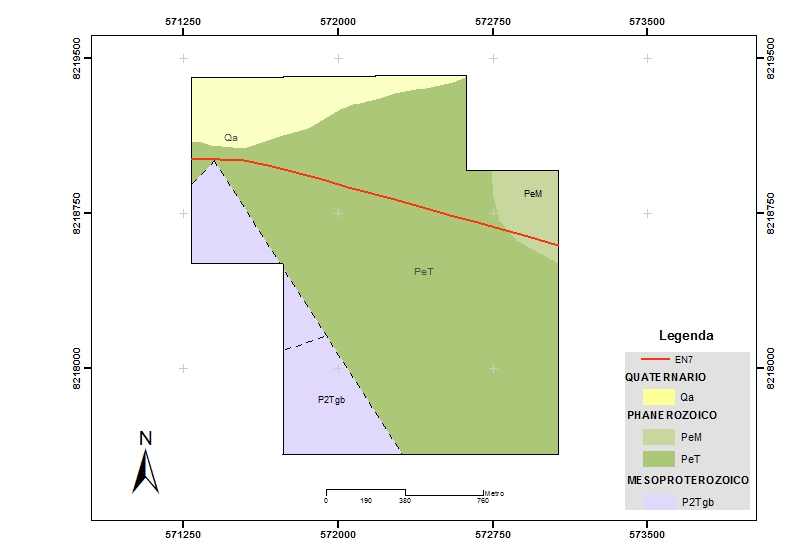 571250 572000 572750 573500
8219500 8219500
Qa
PeM
8218750 8218750
PeT
Legenda
EN7
8218000 8218000
QUATERNARIO
Qa
P2Tgb
PHANEROZOICO
PeM
PeT
N
MESOPROTEROZOICO
Metro
0 190 380 760
P2Tgb
571250 572000 572750 573500